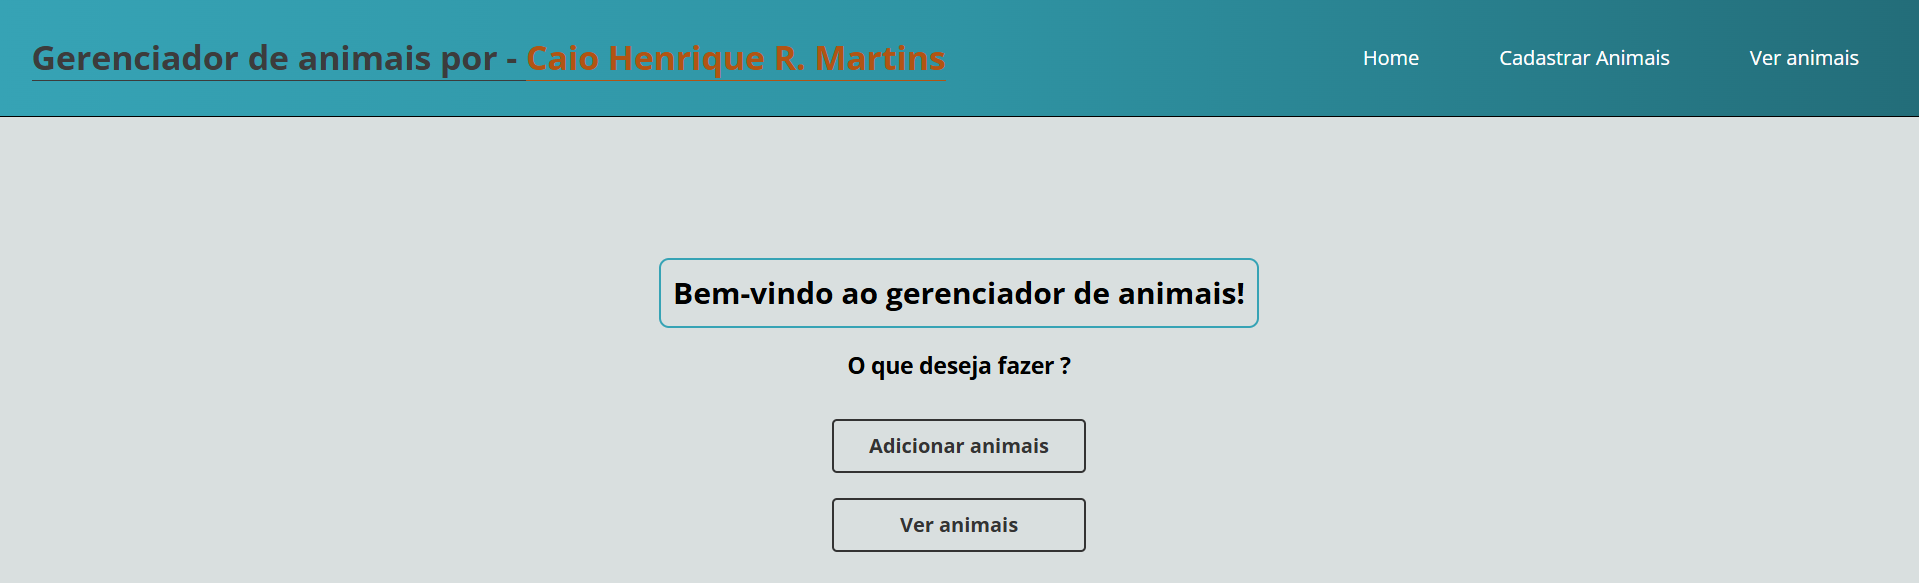 Gerenciador de animais por - Caio Henrique R. Martins
Home
Cadastrar Animais
Ver animais
Bem-vindo ao gerenciador de animais!
O que deseja fazer ?
Adicionar animais
Ver animais